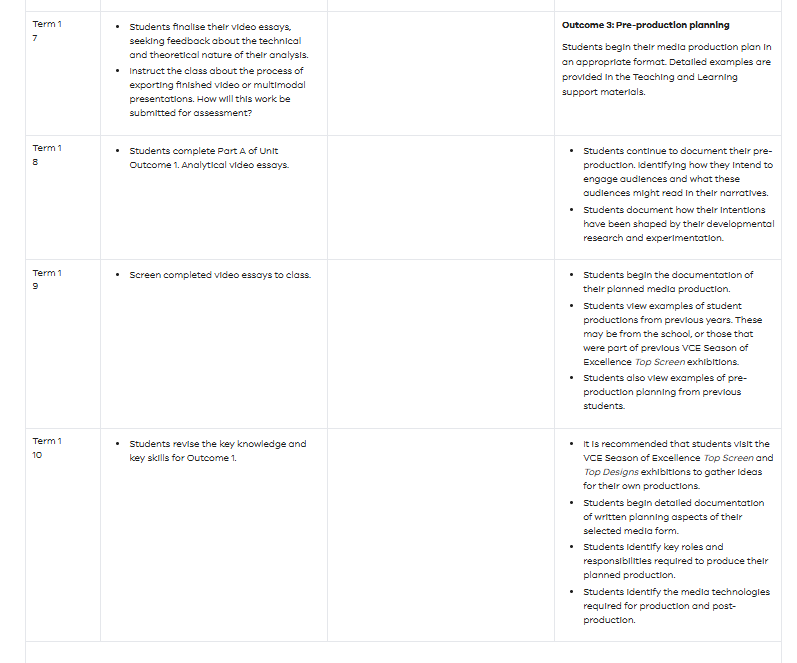 Term 1
7
Students finalise their video essays,
seeking feedback about the technical
and theoretical nature of their analysis.
Instruct the class about the process of
exporting finished video or multimodal
presentations. How will this work be
submitted for assessment?
Outcome 3: Pre-production planning
Students begin their media production plan in
an appropriate format. Detailed examples are
provided in the Teaching and Learning
support materials.
Term 1
8
Students complete Part A of Unit
Outcome 1. Analytical video essays.
Students continue to document their pre-
production. Identifying how they intend to
engage audiences and what these
audiences might read in their narratives.
Students document how their intentions
have been shaped by their developmental
research and experimentation.
Term 1
9
Screen completed video essays to class.
Students begin the documentation of
their planned media production.
Students view examples of student
productions from previous years. These
may be from the school, or those that
were part of previous VCE Season of
Excellence Top Screen exhibitions.
Students also view examples of pre-
production planning from previous
students.
Term 1
10
Students revise the key knowledge and
key skills for Outcome 1.
It is recommended that students visit the
VCE Season of Excellence Top Screen and
Top Designs exhibitions to gather ideas
for their own productions.
Students begin detailed documentation
of written planning aspects of their
selected media form.
Students identify key roles and
responsibilities required to produce their
planned production.
Students identify the media technologies
required for production and post-
production.